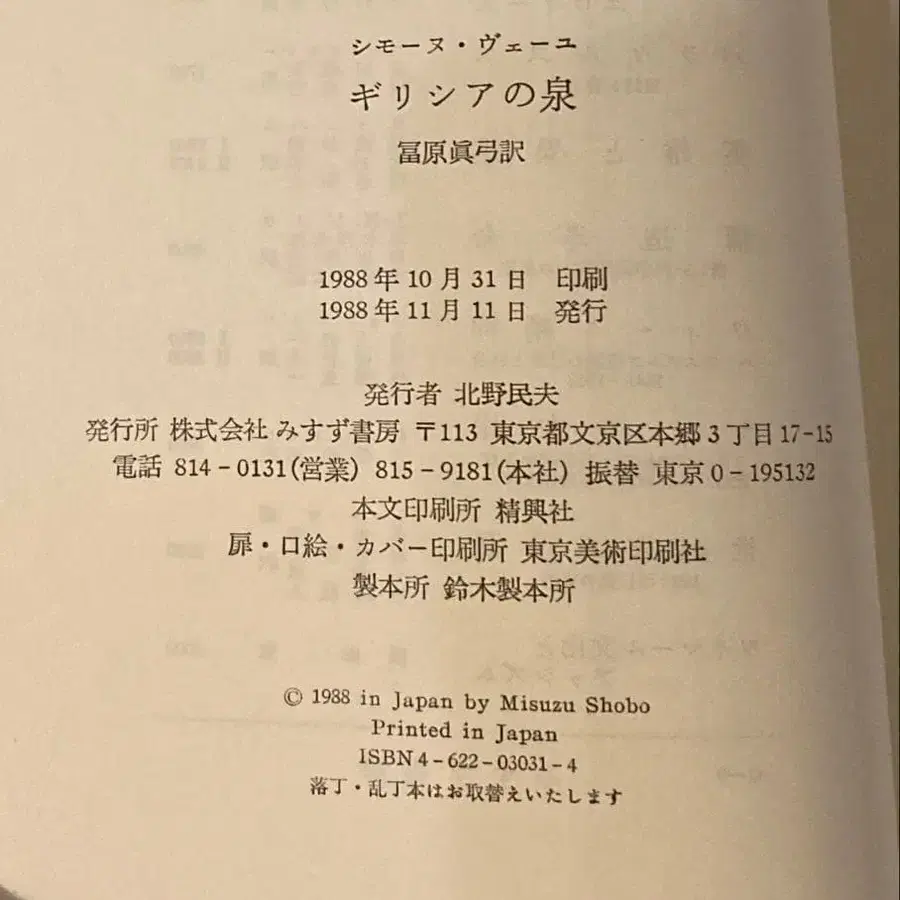 シモーヌ・ヴェーユ
ギリシアの泉
冨原眞弓訳
1988年10月31日 印刷
1988年11月11日 発行
発行者 北野民夫
発行所 株式会社 みすず書房 〒113 東京都文京区本郷3丁目17-15
電話 814-0131(営業) 815-9181(本社) 振替 東京0-195132
本文印刷所 精興社
扉・口絵・カバー印刷所 東京美術印刷社
製本所 鈴木製本所
© 1988 in Japan by Misuzu Shobo
Printed in Japan
ISBN4-622-03031-4
落丁・乱丁本はお取替えいたします